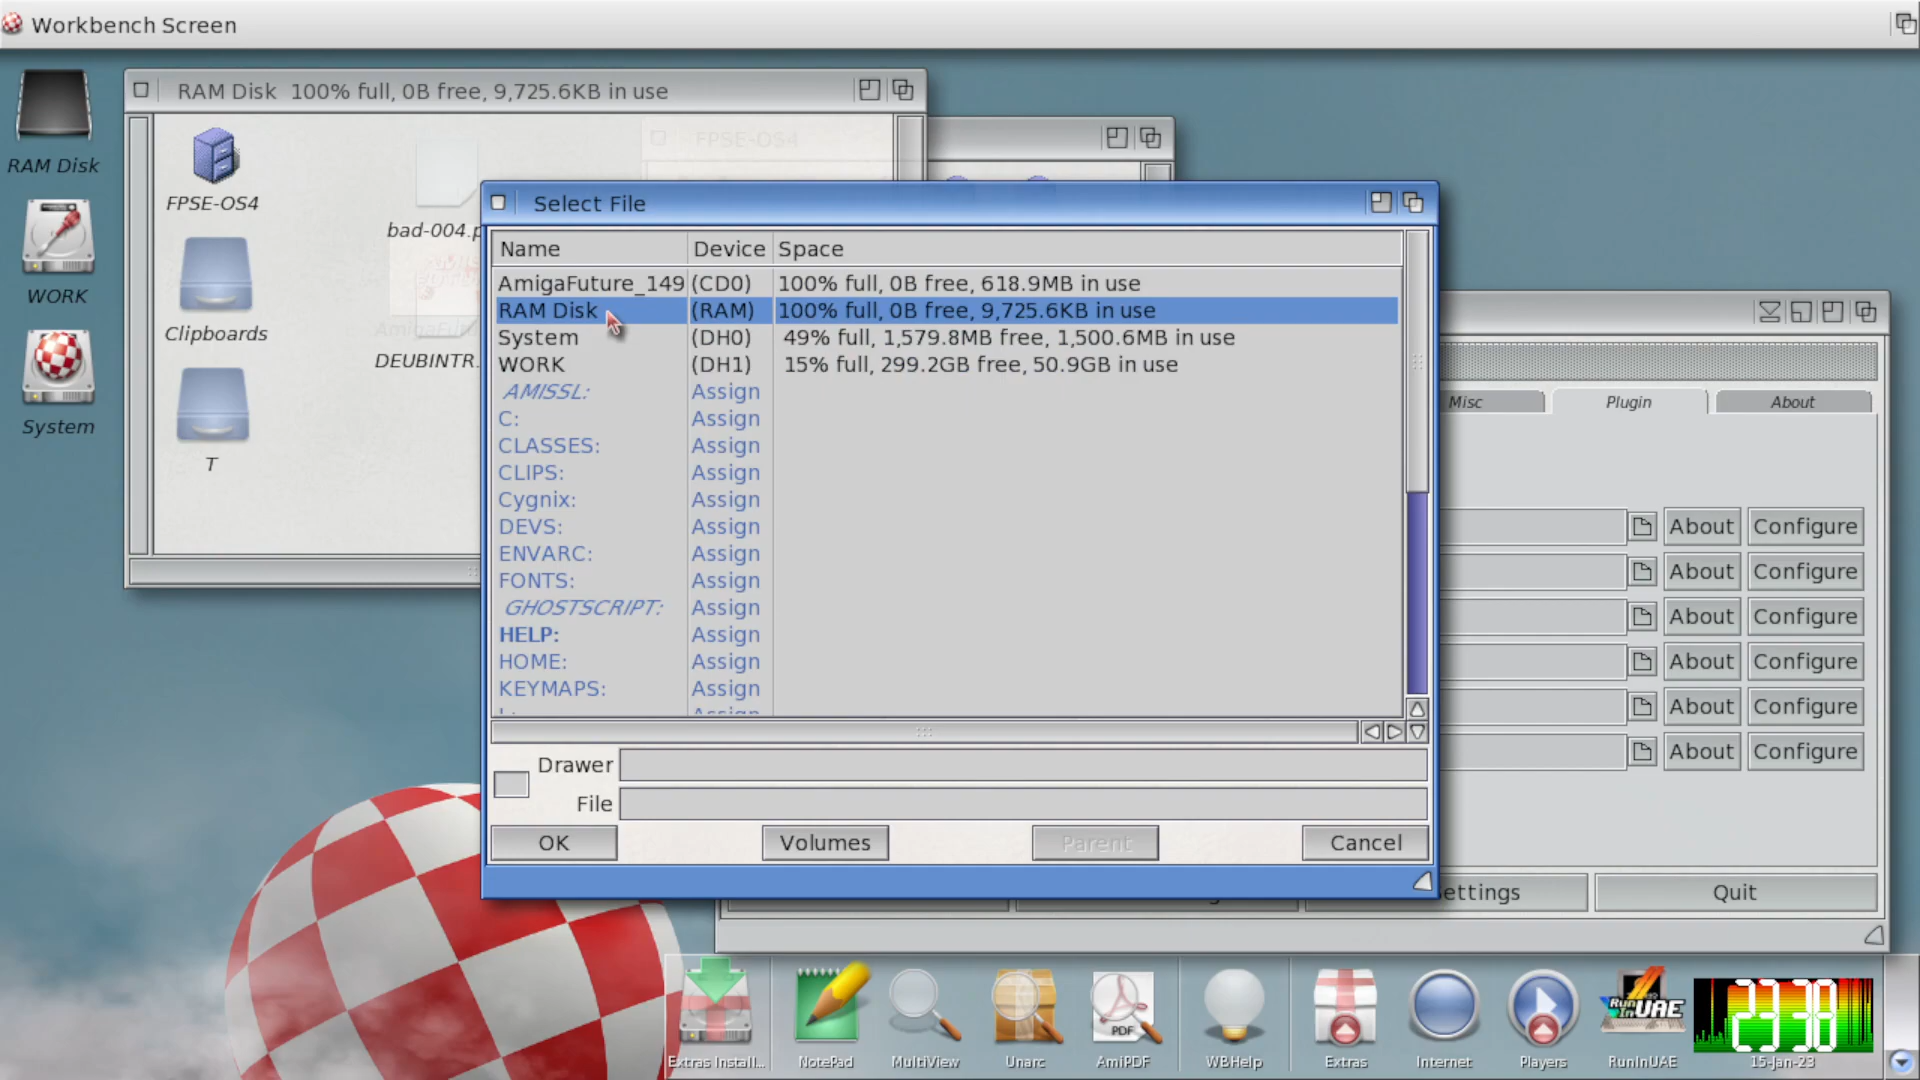 Workbench Screen
RAM Disk
WORK
System
RAM Disk 100% full, 0B free, 9,725.6KB in use
FPSE-OS4
Clipboards
T
bad-004.p
DEUBINTR.
FPSE-OS4
Select File
Name Device Space
AmigaFuture_149 (CD0) 100% full, 0B free, 618.9MB in use
RAM Disk (RAM) 100% full, 0B free, 9,725.6KB in use
System (DH0) 49% full, 1,579.8MB free, 1,500.6MB in use
WORK (DH1) 15% full, 299.2GB free, 50.9GB in use
AMISSL: Assign
C: Assign
CLASSES: Assign
CLIPS: Assign
Cygnix: Assign
DEVS: Assign
ENVARC: Assign
FONTS: Assign
GHOSTSCRIPT: Assign
HELP: Assign
HOME: Assign
KEYMAPS: Assign
Drawer
File
OK Volumes Parent Cancel
Misc Plugin About
About Configure
About Configure
About Configure
About Configure
About Configure
About Configure
ettings Quit
Extras Install...
NotePad
MultiView
Unarc
PDF
AmiPDF
WBHelp
Extras
Internet
Players
RunInUAE
RunInUAE
23:38
15-Jan-23